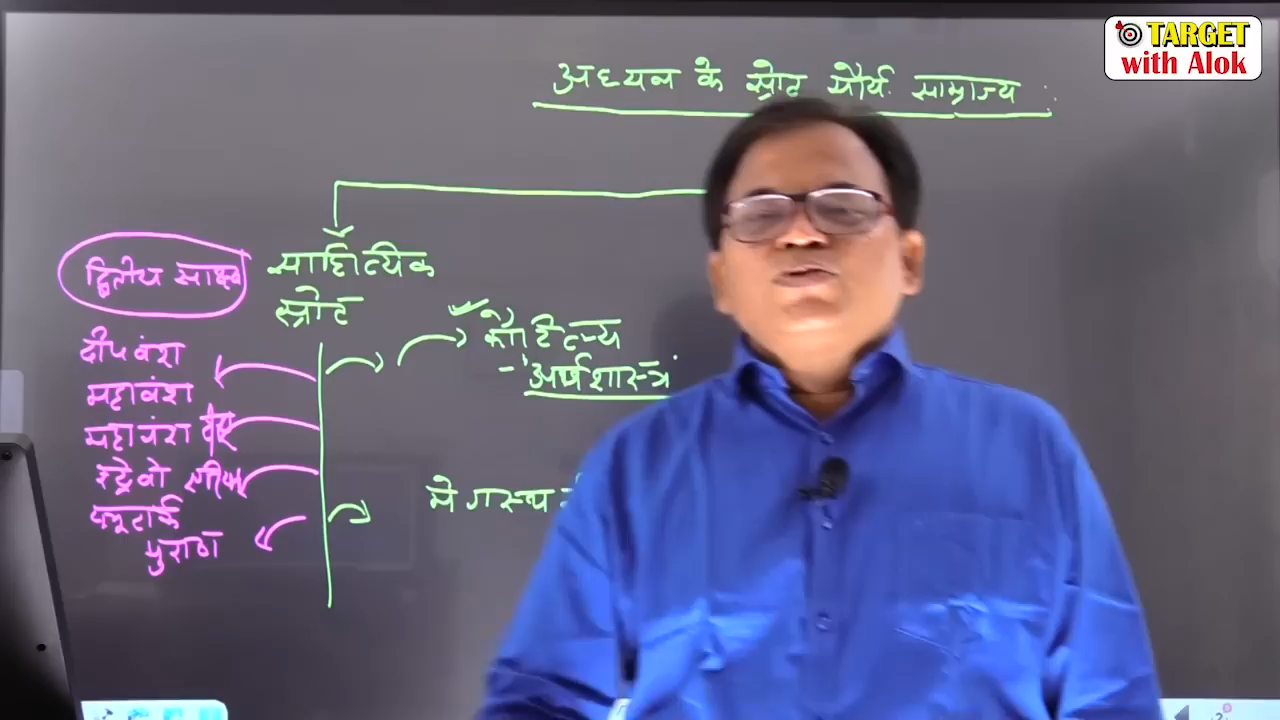 TARGET
with Alok
अध्ययन के स्रोत मौर्य साम्राज्य
साहित्यिक
स्रोत
द्वितीय साक्ष्य
दीपवंश
महावंश
महावंश
स्ट्रेबो
प्लूटार्क
पुराण
कौटिल्य
अर्थशास्त्र